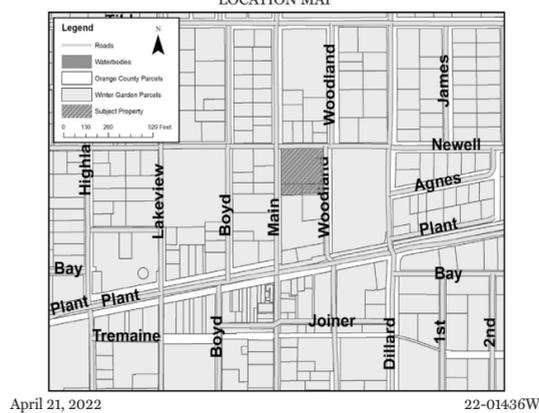 LOCATION MAP
Legend
N
Roads
Waterbodies
Orange County Parcels
Winter Garden Parcels
Subject Property
0 130 260 520 Feet
Woodland
James
Newell
Highla
Lakeview
Boyd
Main
Woodland
Agnes
Plant
Bay
Bay
Plant
Plant
Tremaine
Boyd
Joiner
Dillard
1st
2nd
April 21, 2022
22-01436W